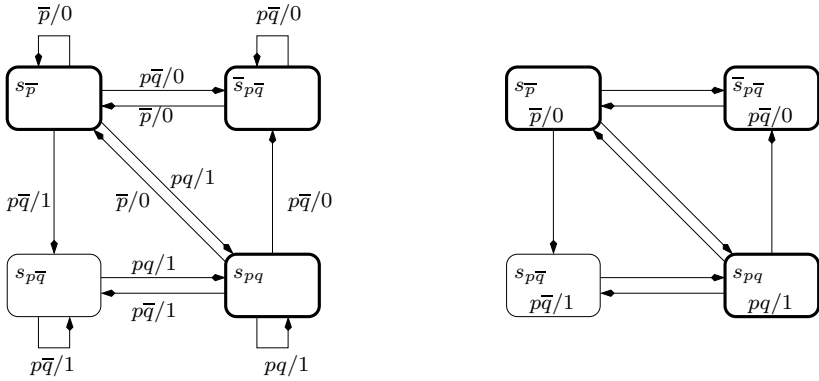 p̅/0 pq̅/0
s_p̅ pq̅/0 s̅_pq̅ s_p̅ s̅_pq̅
p̅/0 p̅/0 pq̅/0
pq/1
pq̅/1 p̅/0 pq̅/0
s_pq̅ pq/1 s_pq s_pq̅ s_pq
pq̅/1 pq̅/1 pq/1
pq̅/1 pq/1